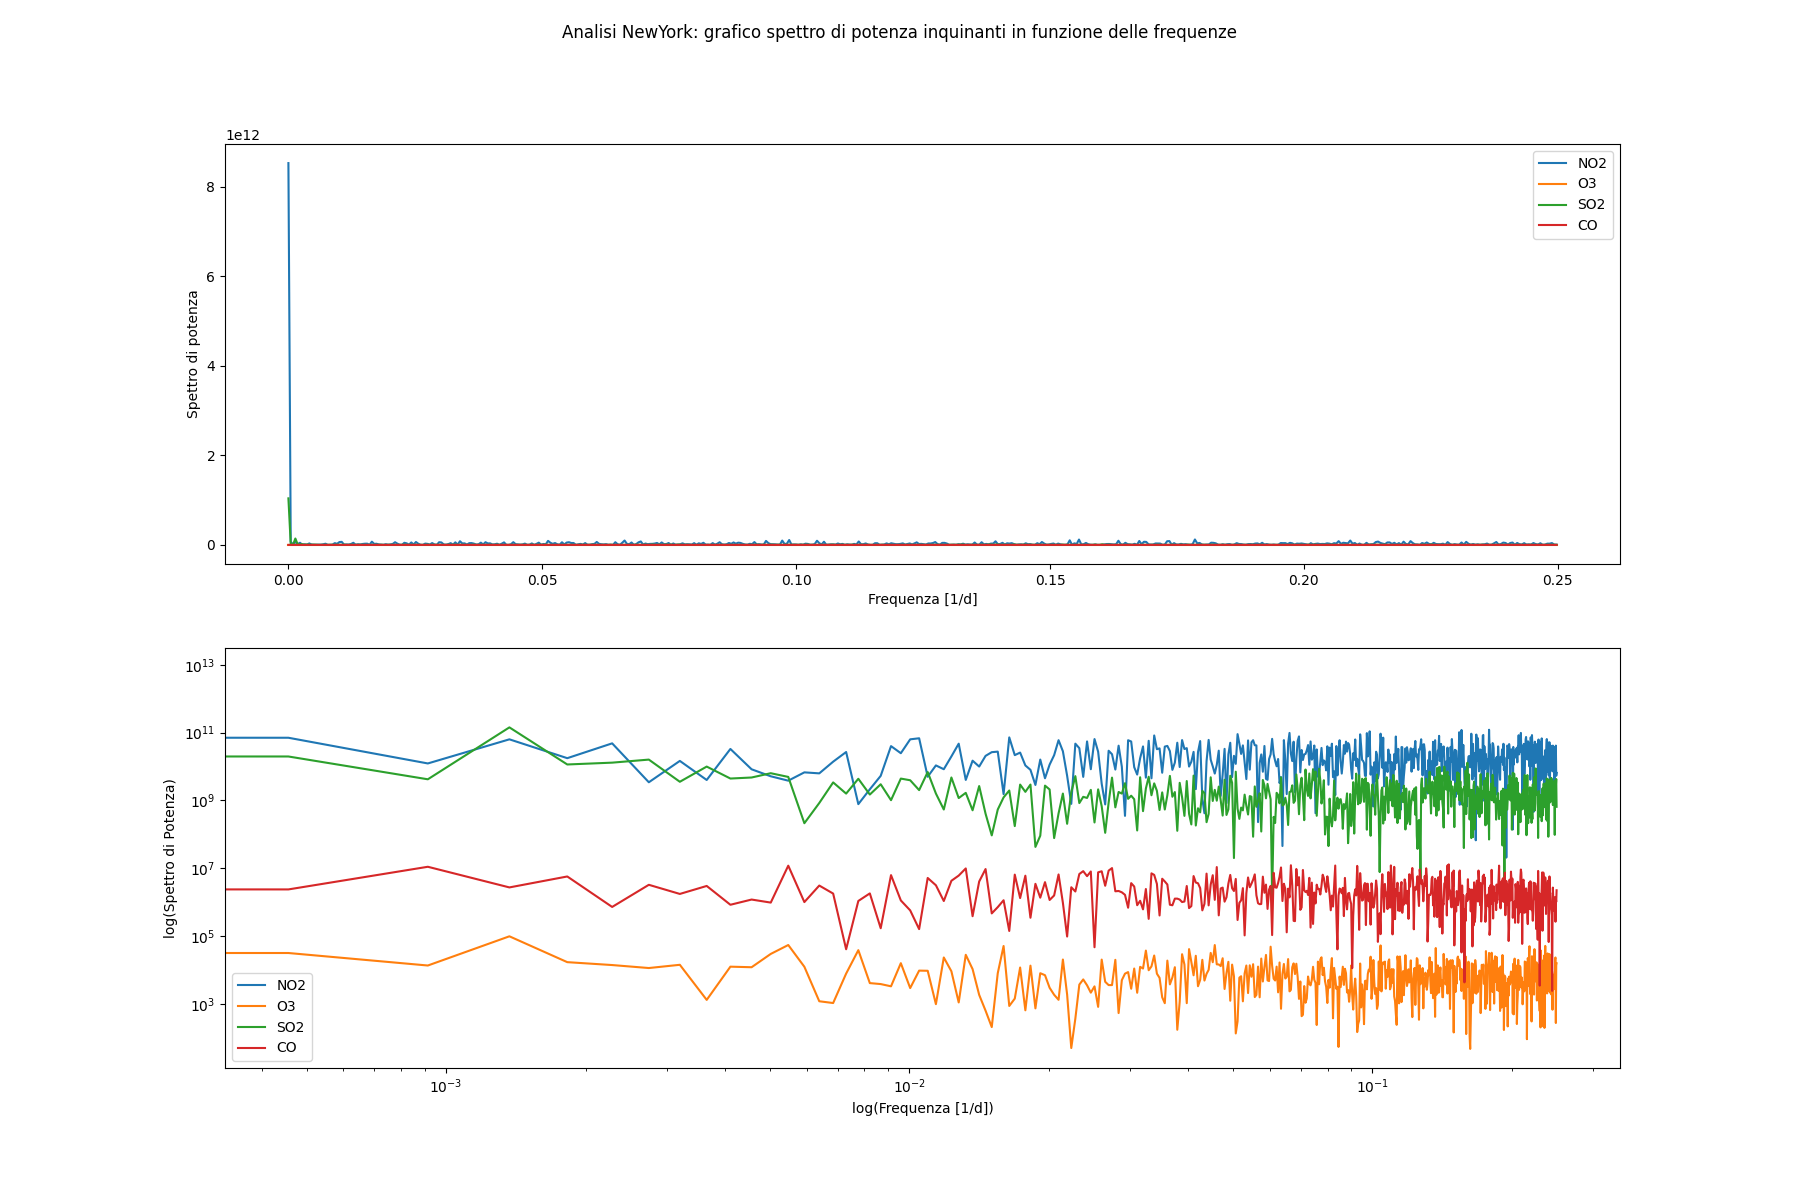 Analisi NewYork: grafico spettro di potenza inquinanti in funzione delle frequenze
1e12
8
6
4
2
0
Spettro di potenza
NO2
O3
SO2
CO
0.00 0.05 0.10 0.15 0.20 0.25
Frequenza [1/d]
10^13
10^11
10^9
10^7
10^5
10^3
log(Spettro di Potenza)
NO2
O3
SO2
CO
10^−3 10^−2 10^−1
log(Frequenza [1/d])